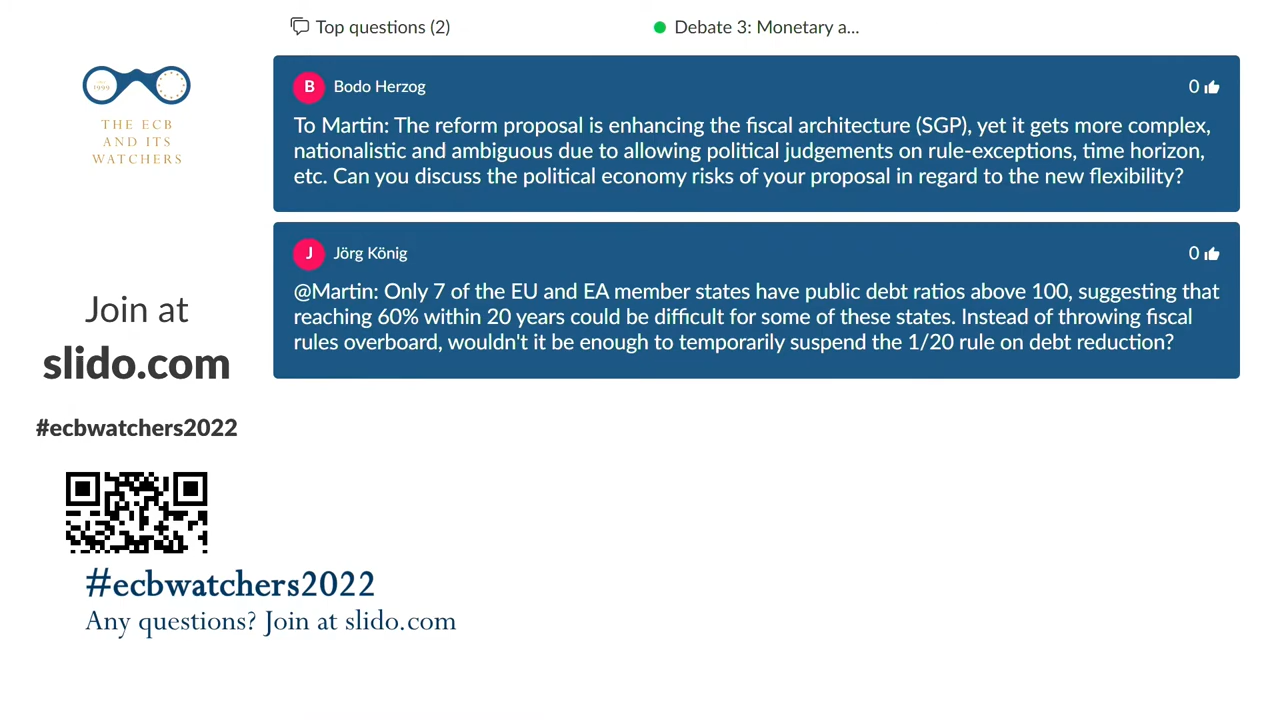 Top questions (2)
Debate 3: Monetary a...
1999
THE ECB
AND ITS
WATCHERS
B
Bodo Herzog
0
To Martin: The reform proposal is enhancing the fiscal architecture (SGP), yet it gets more complex,
nationalistic and ambiguous due to allowing political judgements on rule-exceptions, time horizon,
etc. Can you discuss the political economy risks of your proposal in regard to the new flexibility?
J
Jörg König
0
@Martin: Only 7 of the EU and EA member states have public debt ratios above 100, suggesting that
reaching 60% within 20 years could be difficult for some of these states. Instead of throwing fiscal
rules overboard, wouldn't it be enough to temporarily suspend the 1/20 rule on debt reduction?
Join at
slido.com
#ecbwatchers2022
#ecbwatchers2022
Any questions? Join at slido.com